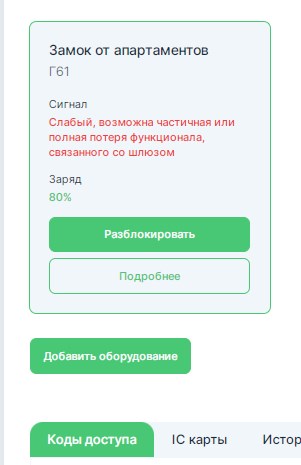 Замок от апартаментов
Г61
Сигнал
Слабый, возможна частичная или
полная потеря функционала,
связанного со шлюзом
Заряд
80%
Разблокировать
Подробнее
Добавить оборудование
Коды доступа IC карты Истор